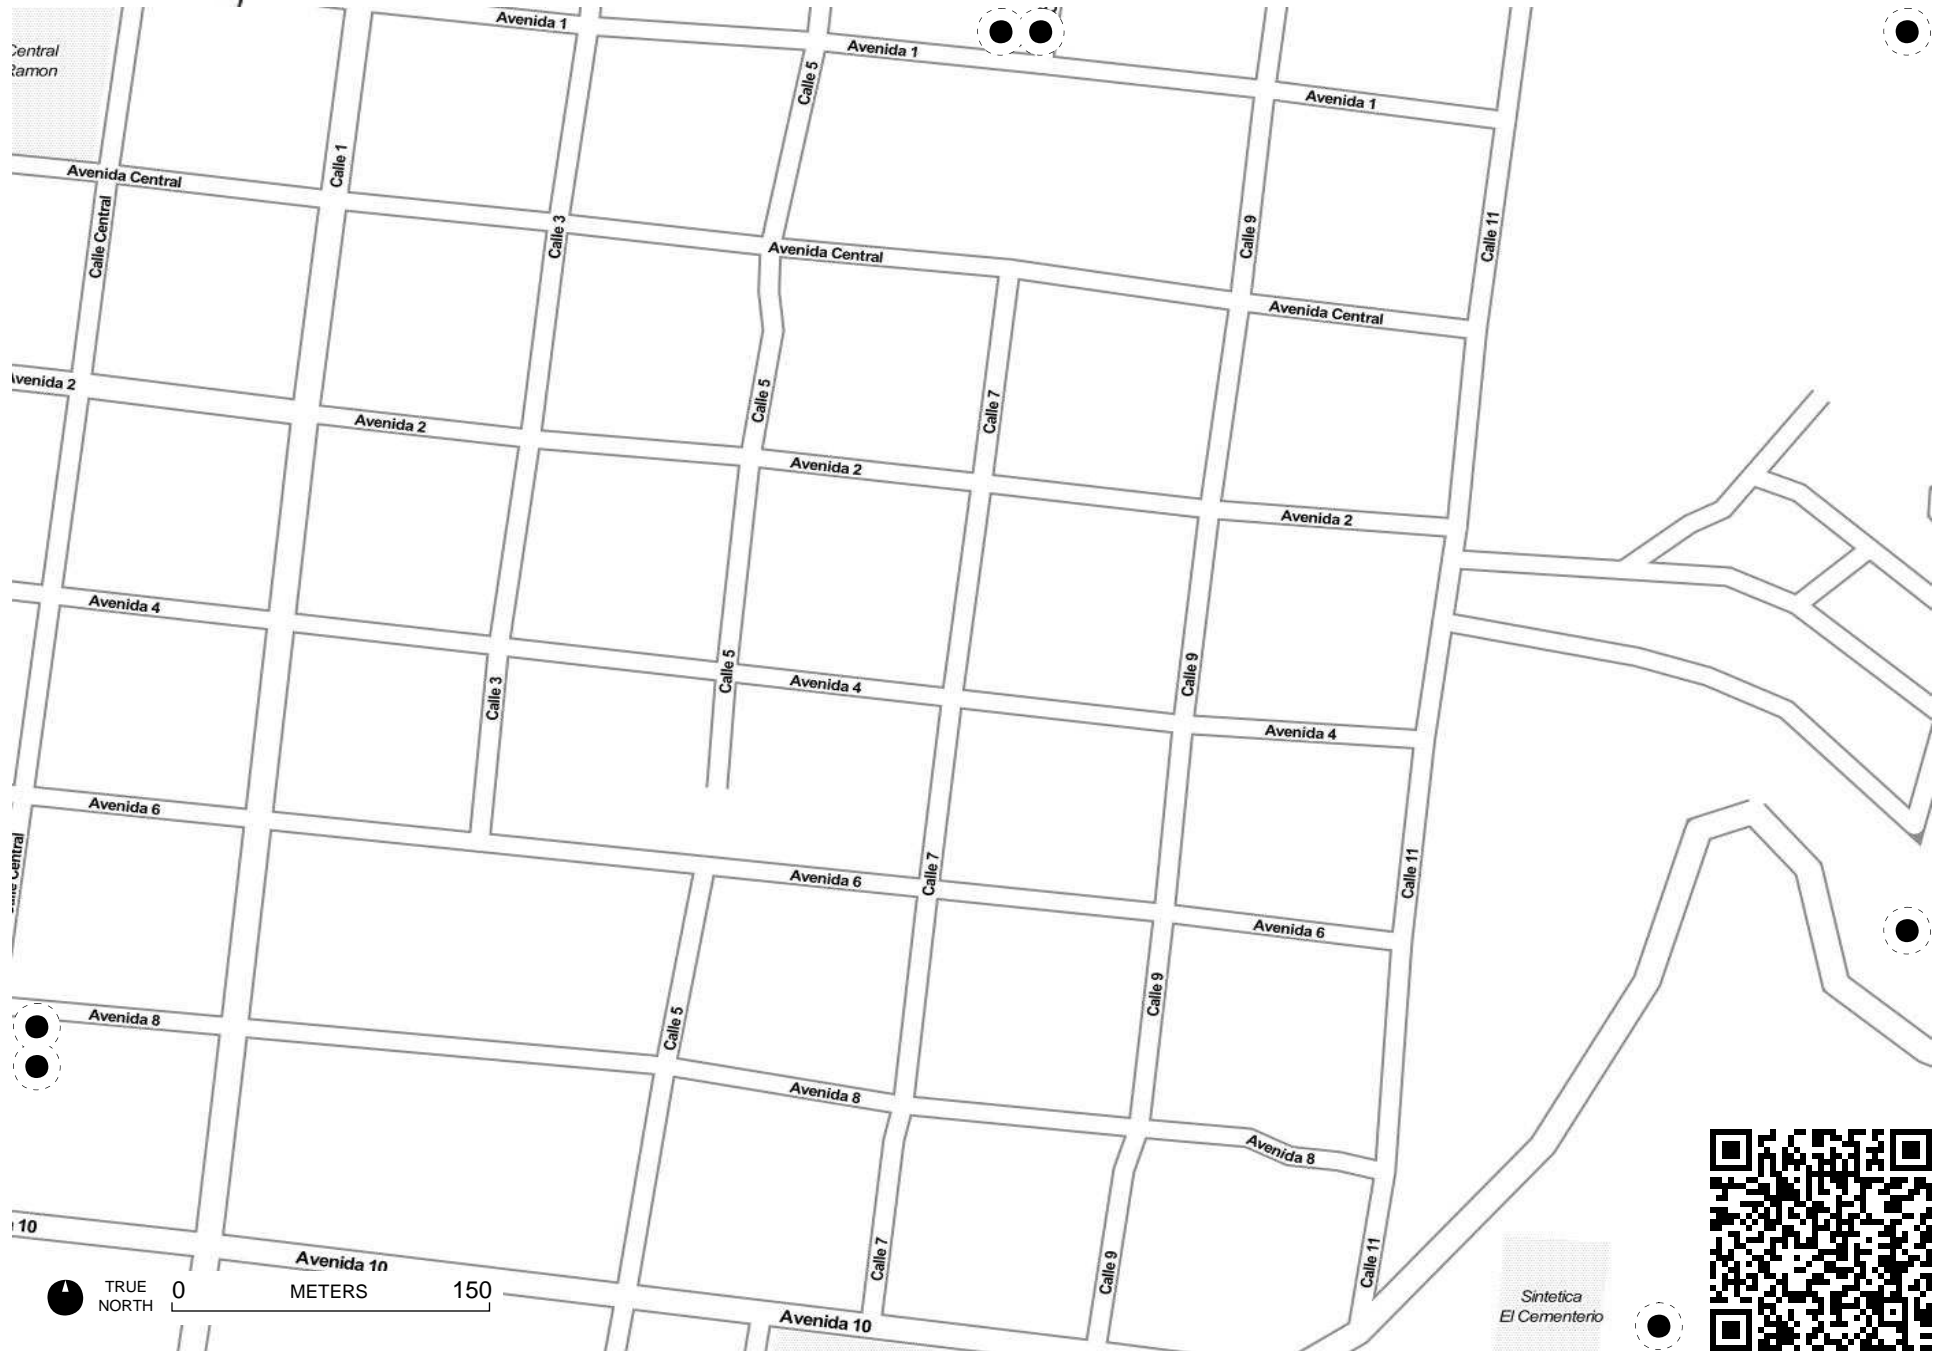 Avenida 1
Avenida 1
Avenida 1
Central
Ramon
Calle 5
Calle 1
Avenida Central
Calle Central
Calle 3
Avenida Central
Calle 9
Calle 11
Avenida Central
Avenida 2
Avenida 2
Calle 5
Calle 7
Avenida 2
Avenida 2
Avenida 4
Calle 3
Calle 5
Avenida 4
Calle 9
Avenida 4
Avenida 6
Calle Central
Avenida 6
Calle 7
Calle 11
Avenida 6
Avenida 8
Calle 5
Calle 9
Avenida 8
Avenida 8
10
Avenida 10
Calle 7
Calle 9
Calle 11
Avenida 10
TRUE
NORTH
0 METERS 150
Sintetica
El Cementerio